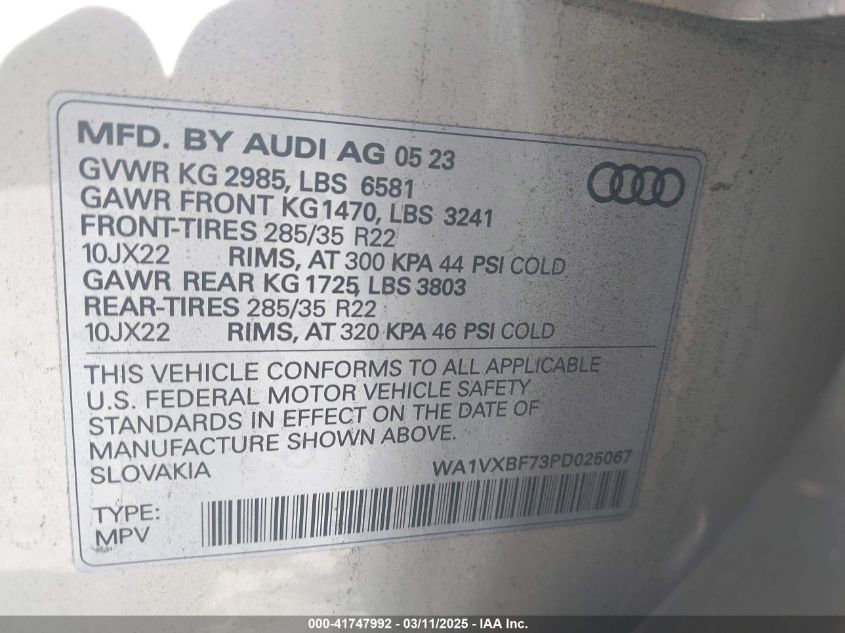 MFD. BY AUDI AG 05 23
GVWR KG 2985, LBS 6581
GAWR FRONT KG1470, LBS 3241
FRONT-TIRES 285/35 R22
10JX22 RIMS, AT 300 KPA 44 PSI COLD
GAWR REAR KG 1725, LBS 3803
REAR-TIRES 285/35 R22
10JX22 RIMS, AT 320 KPA 46 PSI COLD
THIS VEHICLE CONFORMS TO ALL APPLICABLE
U.S. FEDERAL MOTOR VEHICLE SAFETY
STANDARDS IN EFFECT ON THE DATE OF
MANUFACTURE SHOWN ABOVE.
SLOVAKIA WA1VXBF73PD025067
TYPE:
MPV
000-41747992 - 03/11/2025 - IAA Inc.